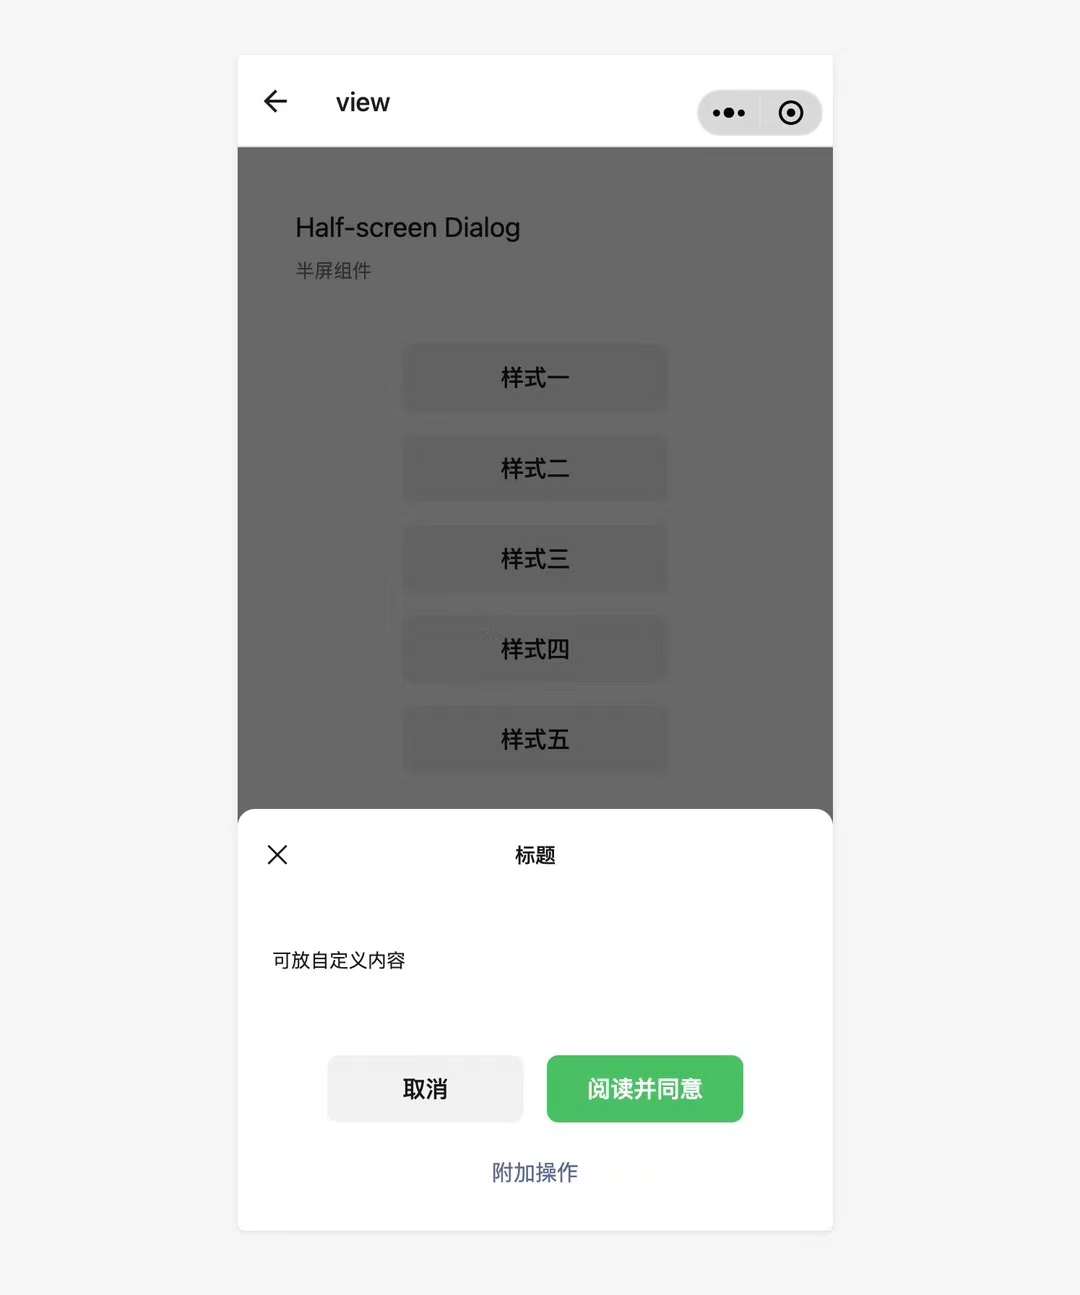 view
Half-screen Dialog
半屏组件
样式一
样式二
样式三
样式四
样式五
标题
可放自定义内容
取消
阅读并同意
附加操作